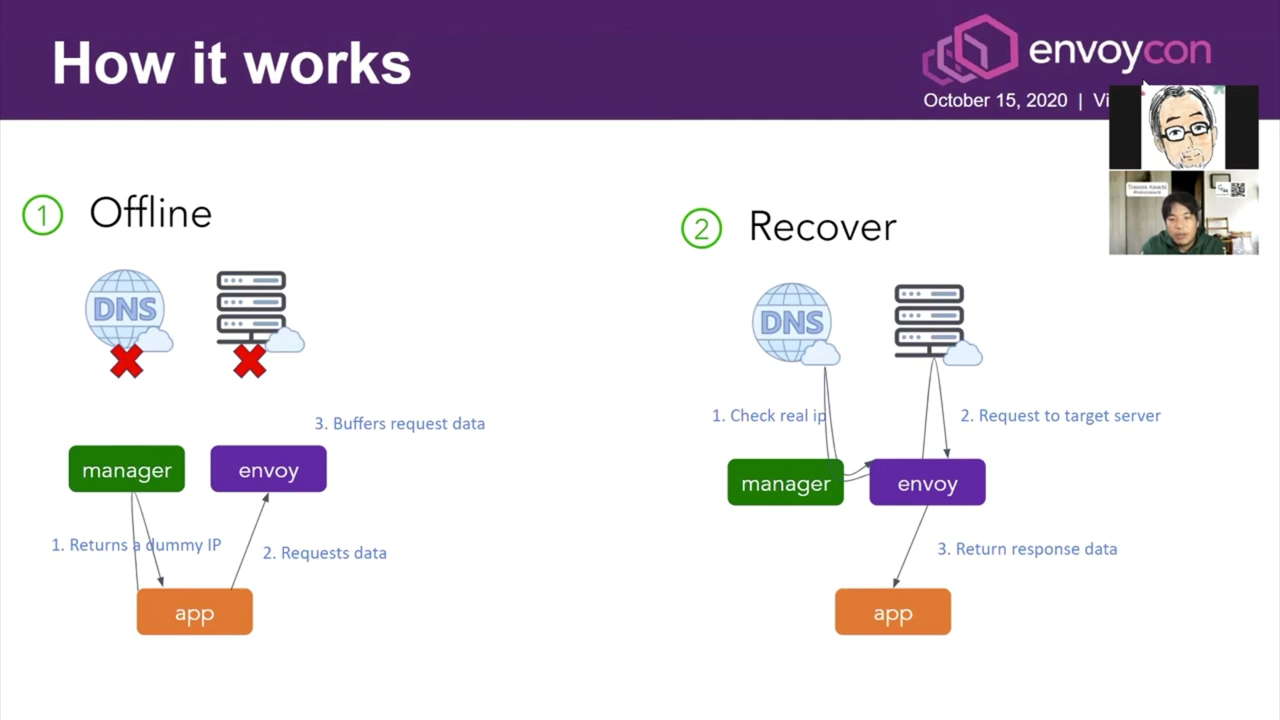 How it works
envoycon
October 15, 2020 | Vi
1 Offline
DNS
3. Buffers request data
manager
envoy
1. Returns a dummy IP
2. Requests data
app
2 Recover
DNS
1. Check real ip
2. Request to target server
manager
envoy
3. Return response data
app